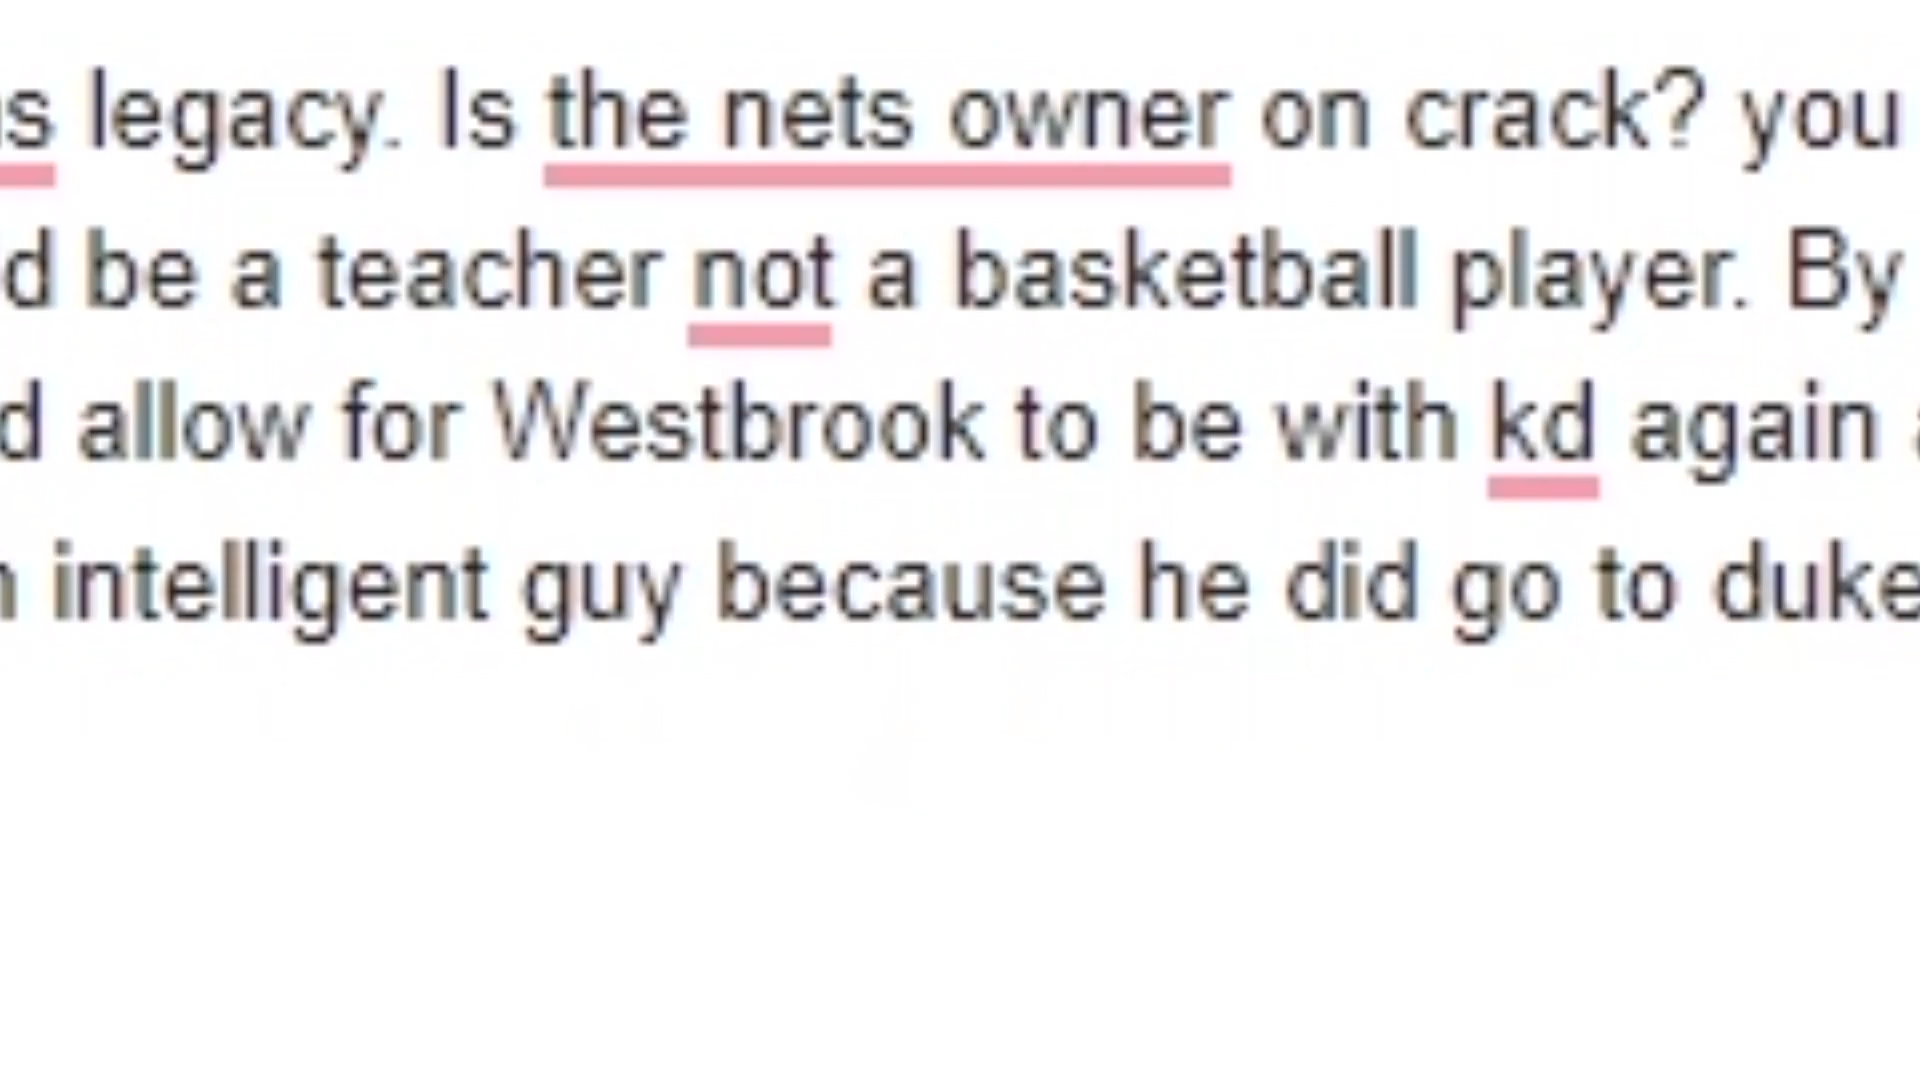 legacy. Is the nets owner on crack? you
be a teacher not a basketball player. By
allow for Westbrook to be with kd again
intelligent guy because he did go to duke